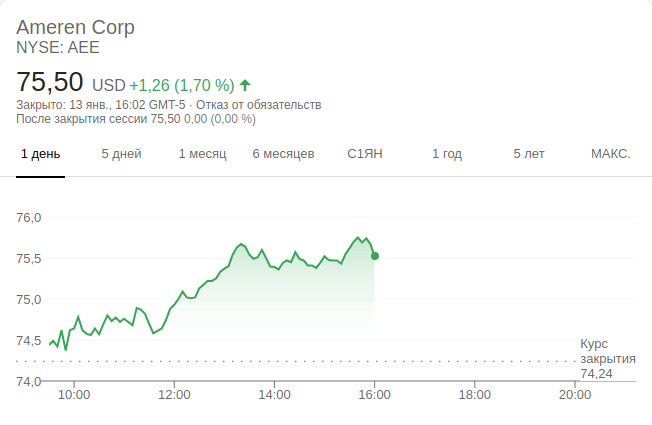 Ameren Corp
NYSE: AEE
75,50 USD +1,26 (1,70 %)
Закрыто: 13 янв., 16:02 GMT-5 · Отказ от обязательств
После закрытия сессии 75,50 0,00 (0,00 %)
1 день 5 дней 1 месяц 6 месяцев С1ЯН 1 год 5 лет МАКС.
76,0
75,5
75,0
74,5
Курс
закрытия
74,24
74,0
10:00 12:00 14:00 16:00 18:00 20:00